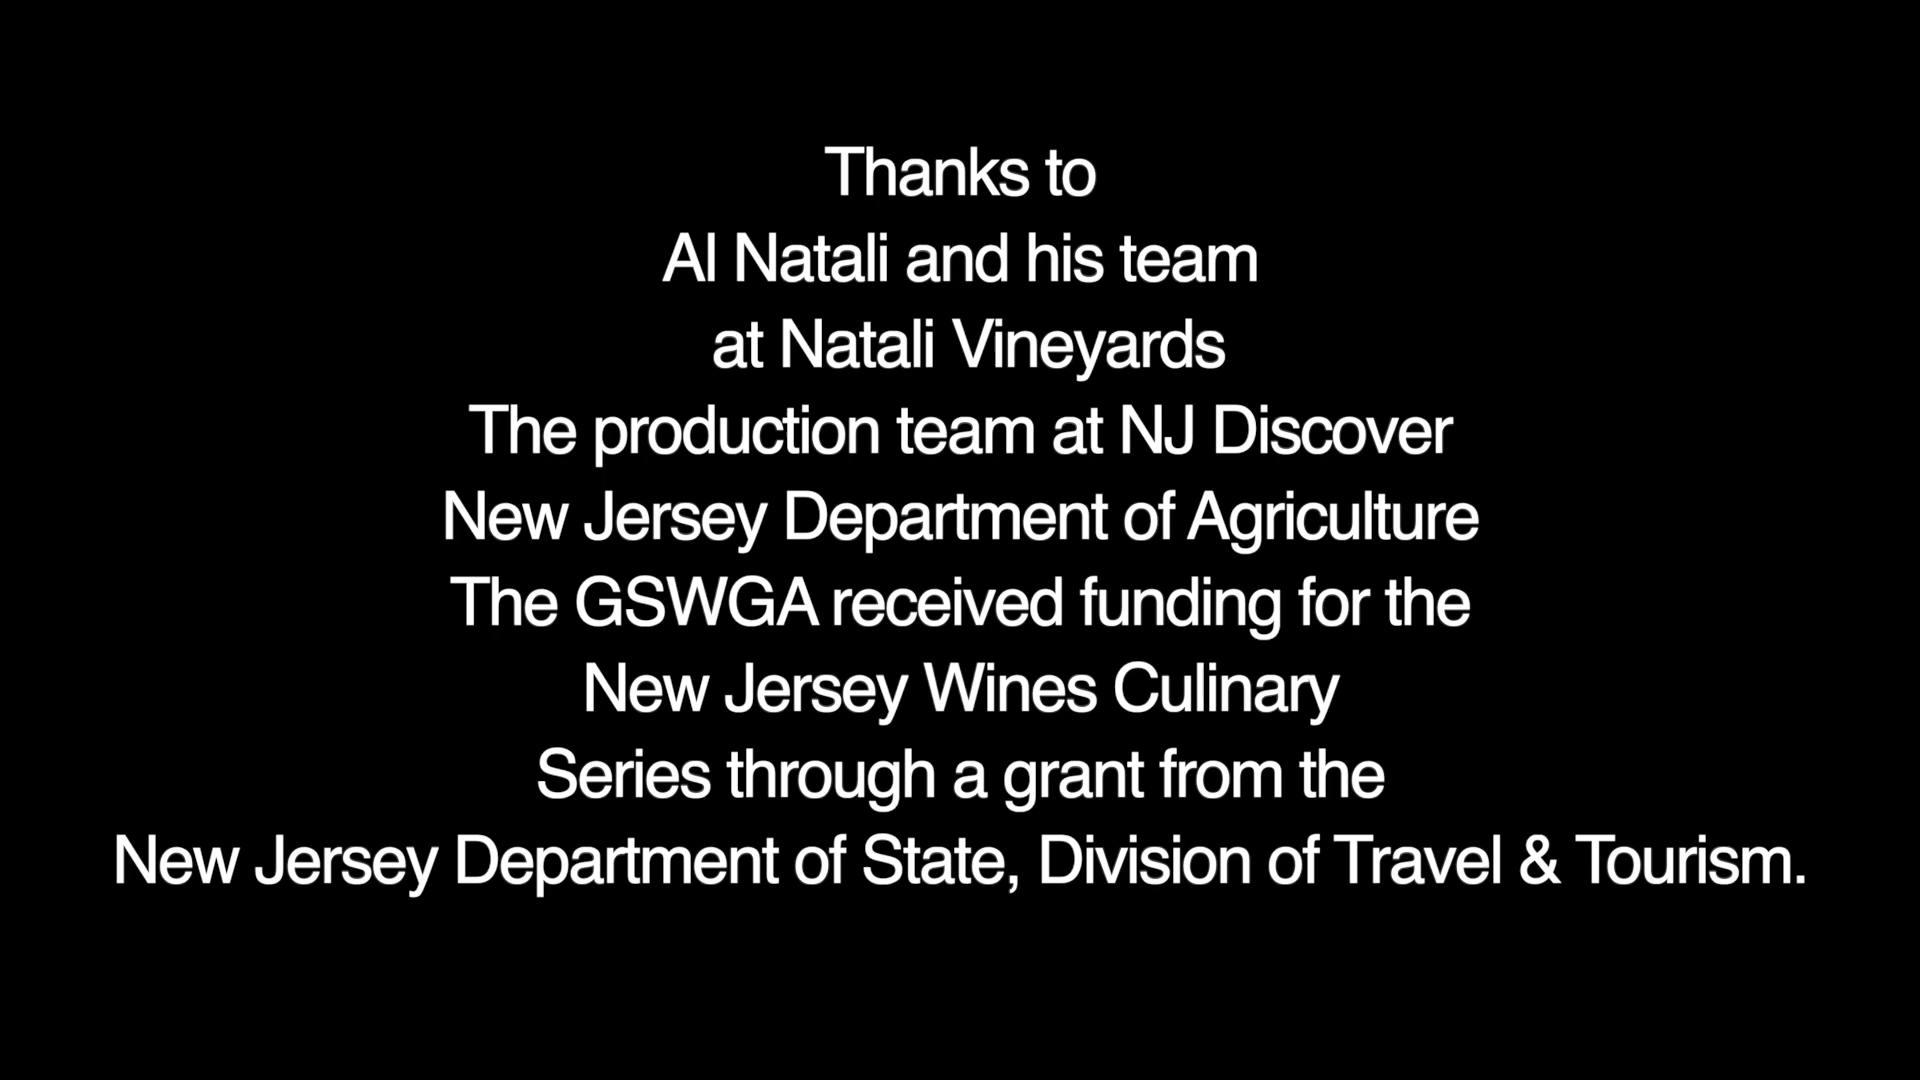 Thanks to
Al Natali and his team
at Natali Vineyards
The production team at NJ Discover
New Jersey Department of Agriculture
The GSWGA received funding for the
New Jersey Wines Culinary
Series through a grant from the
New Jersey Department of State, Division of Travel & Tourism.